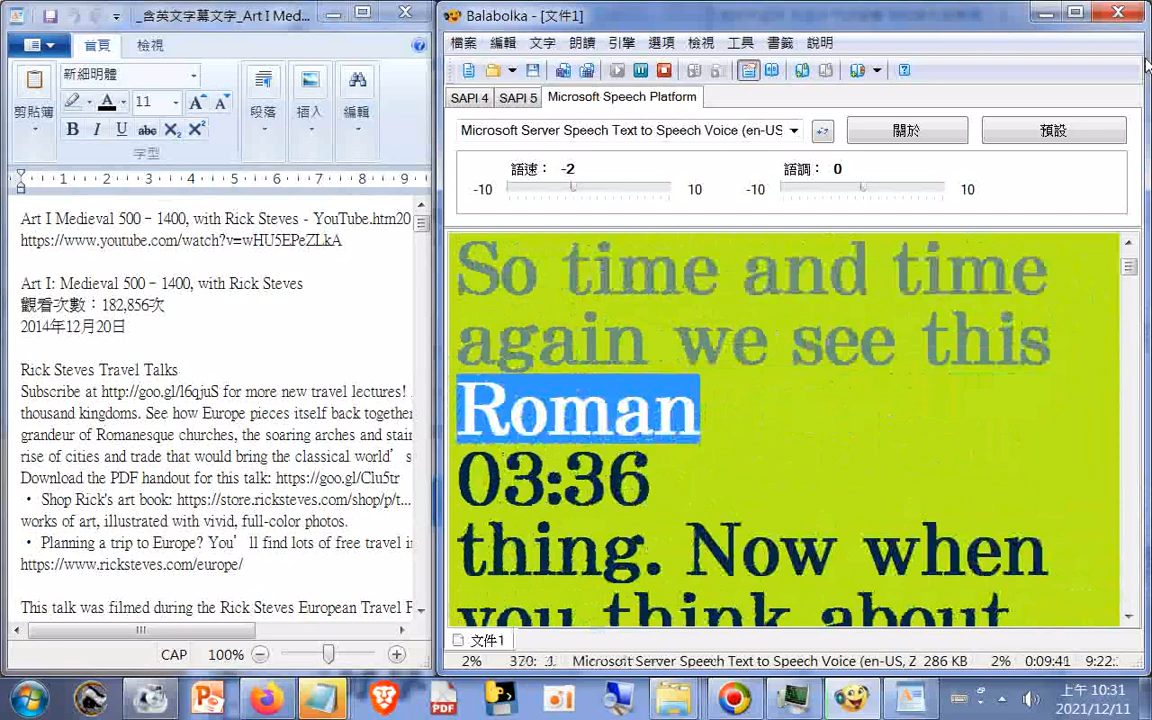 _含英文字幕文字_Art I Med...
首頁
檢視
剪貼簿
新細明體
11
字型
段落
插入
編輯
1 2 3 4 5 6 7 8 9
Art I Medieval 500 – 1400, with Rick Steves - YouTube.htm20
https://www.youtube.com/watch?v=wHU5EPeZLkA
Art I: Medieval 500 – 1400, with Rick Steves
觀看次數：182,856次
2014年12月20日
Rick Steves Travel Talks
Subscribe at http://goo.gl/l6qjuS for more new travel lectures!
thousand kingdoms. See how Europe pieces itself back together
grandeur of Romanesque churches, the soaring arches and stain
rise of cities and trade that would bring the classical world’s
Download the PDF handout for this talk: https://goo.gl/Clu5tr
• Shop Rick's art book: https://store.ricksteves.com/shop/p/t...
works of art, illustrated with vivid, full-color photos.
• Planning a trip to Europe? You’ll find lots of free travel in
https://www.ricksteves.com/europe/
This talk was filmed during the Rick Steves European Travel F
CAP 100%
Balabolka - [文件1]
檔案 編輯 文字 朗讀 引擎 選項 檢視 工具 書籤 說明
SAPI 4 SAPI 5 Microsoft Speech Platform
Microsoft Server Speech Text to Speech Voice (en-US
關於
預設
語速： -2
語調： 0
-10 10 -10 10
So time and time
again we see this
Roman
03:36
thing. Now when
you think about
文件1
2% 370: 1 Microsoft Server Speech Text to Speech Voice (en-US, Z 286 KB 2% 0:09:41 9:22:
上午 10:31
2021/12/11